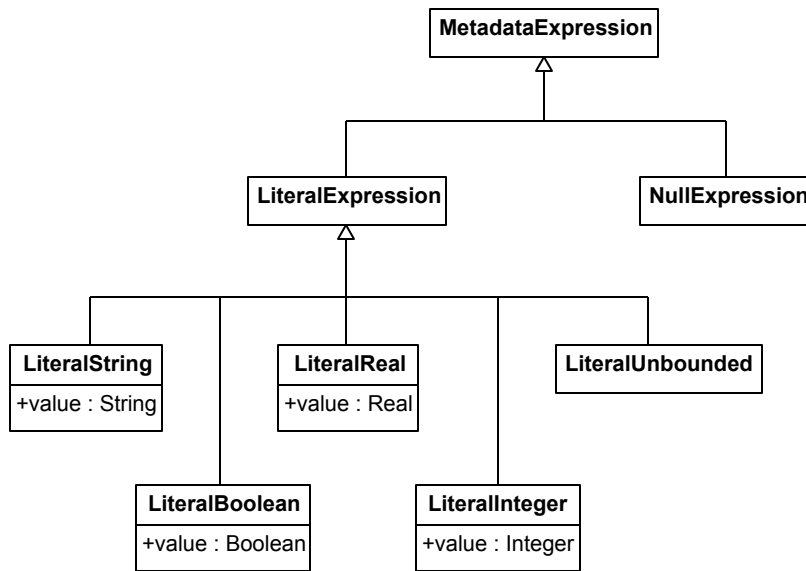 MetadataExpression
LiteralExpression
NullExpression
LiteralString
+value : String
LiteralReal
+value : Real
LiteralUnbounded
LiteralBoolean
+value : Boolean
LiteralInteger
+value : Integer